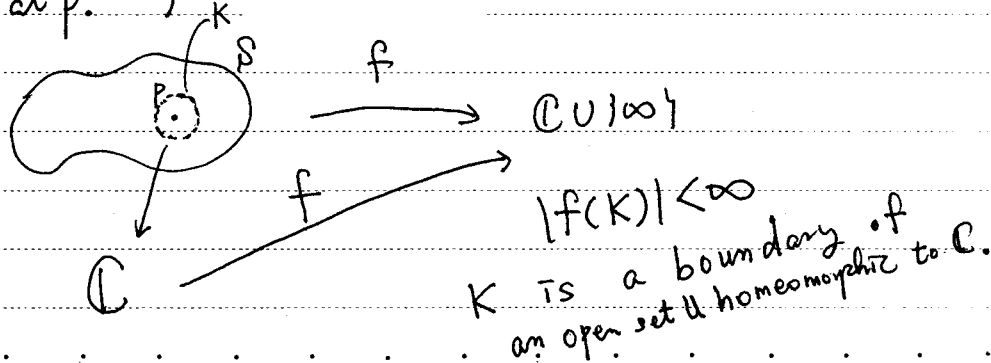 at p. )
K
S
P
f
ℂ ∪ {∞}
f
|f(K)| < ∞
ℂ
K is a boundary of
an open set U homeomorphic to ℂ.